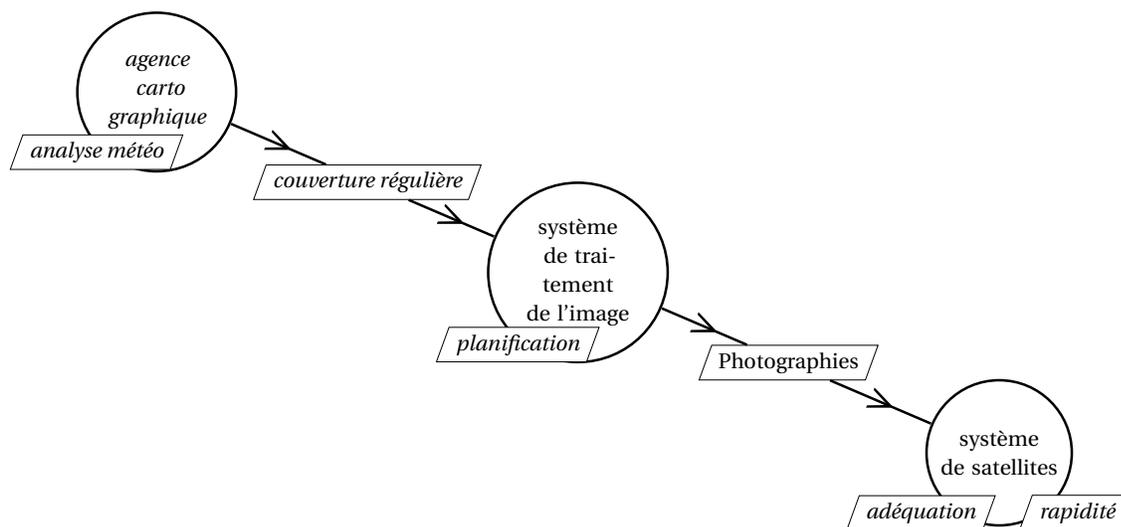 agence
carto
graphique
analyse météo
couverture régulière
système
de trai-
tement
de l'image
planification
Photographies
système
de satellites
adéquation
rapidité